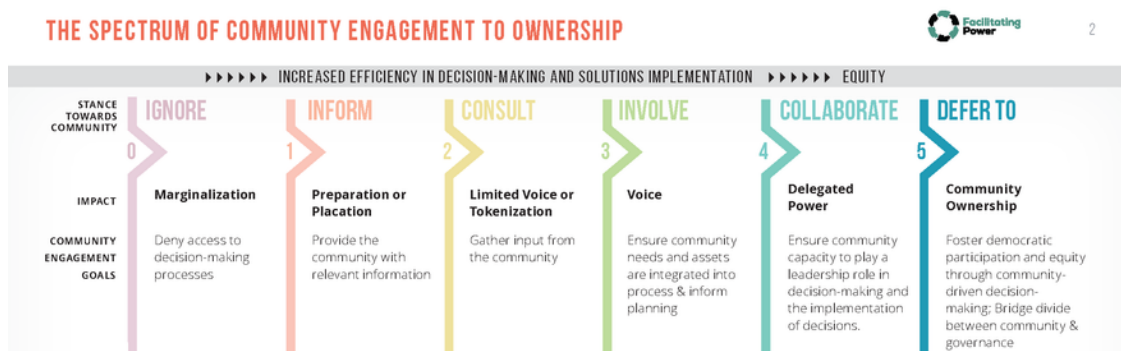 THE SPECTRUM OF COMMUNITY ENGAGEMENT TO OWNERSHIP
Facilitating
Power
2
INCREASED EFFICIENCY IN DECISION-MAKING AND SOLUTIONS IMPLEMENTATION
EQUITY
STANCE
TOWARDS
COMMUNITY
IGNORE
INFORM
CONSULT
INVOLVE
COLLABORATE
DEFER TO
0
1
2
3
4
5
IMPACT
Marginalization
Preparation or
Placation
Limited Voice or
Tokenization
Voice
Delegated
Power
Community
Ownership
COMMUNITY
ENGAGEMENT
GOALS
Deny access to
decision-making
processes
Provide the
community with
relevant information
Gather input from
the community
Ensure community
needs and assets
are integrated into
process & inform
planning
Ensure community
capacity to play a
leadership role in
decision-making and
the implementation
of decisions.
Foster democratic
participation and equity
through community-
driven decision-
making; Bridge divide
between community &
governance